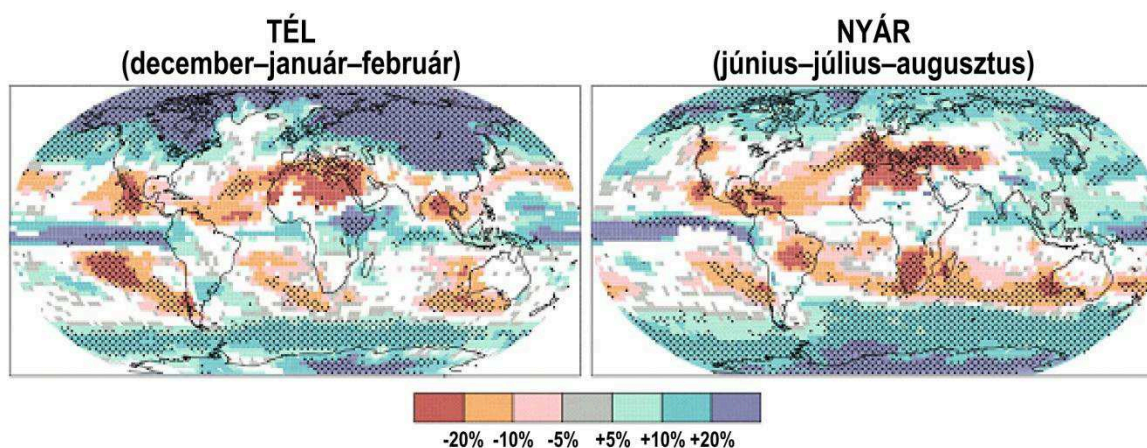 TÉL
(december–január–február)
NYÁR
(június–július–augusztus)
-20% -10% -5% +5% +10% +20%